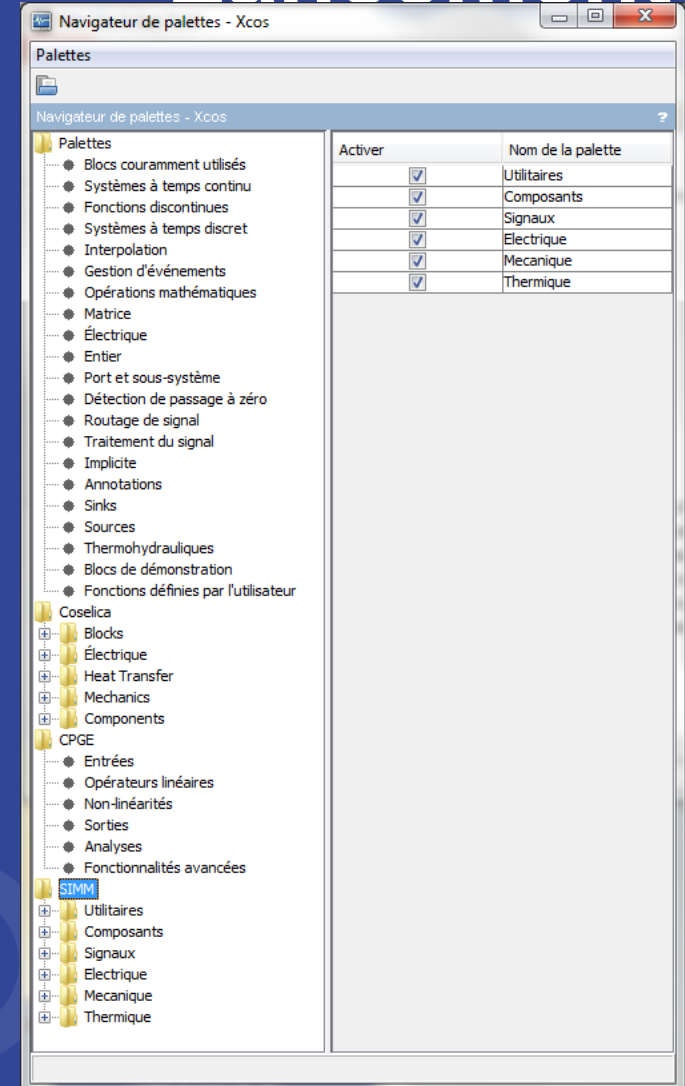 Navigateur de palettes - Xcos
Palettes
Navigateur de palettes - Xcos ?
Palettes
Blocs couramment utilisés
Systèmes à temps continu
Fonctions discontinues
Systèmes à temps discret
Interpolation
Gestion d'événements
Opérations mathématiques
Matrice
Électrique
Entier
Port et sous-système
Détection de passage à zéro
Routage de signal
Traitement du signal
Implicite
Annotations
Sinks
Sources
Thermohydrauliques
Blocs de démonstration
Fonctions définies par l'utilisateur
Coselica
Blocks
Électrique
Heat Transfer
Mechanics
Components
CPGE
Entrées
Opérateurs linéaires
Non-linéarités
Sorties
Analyses
Fonctionnalités avancées
SIMM
Utilitaires
Composants
Signaux
Electrique
Mecanique
Thermique
Activer Nom de la palette
Utilitaires
Composants
Signaux
Electrique
Mecanique
Thermique